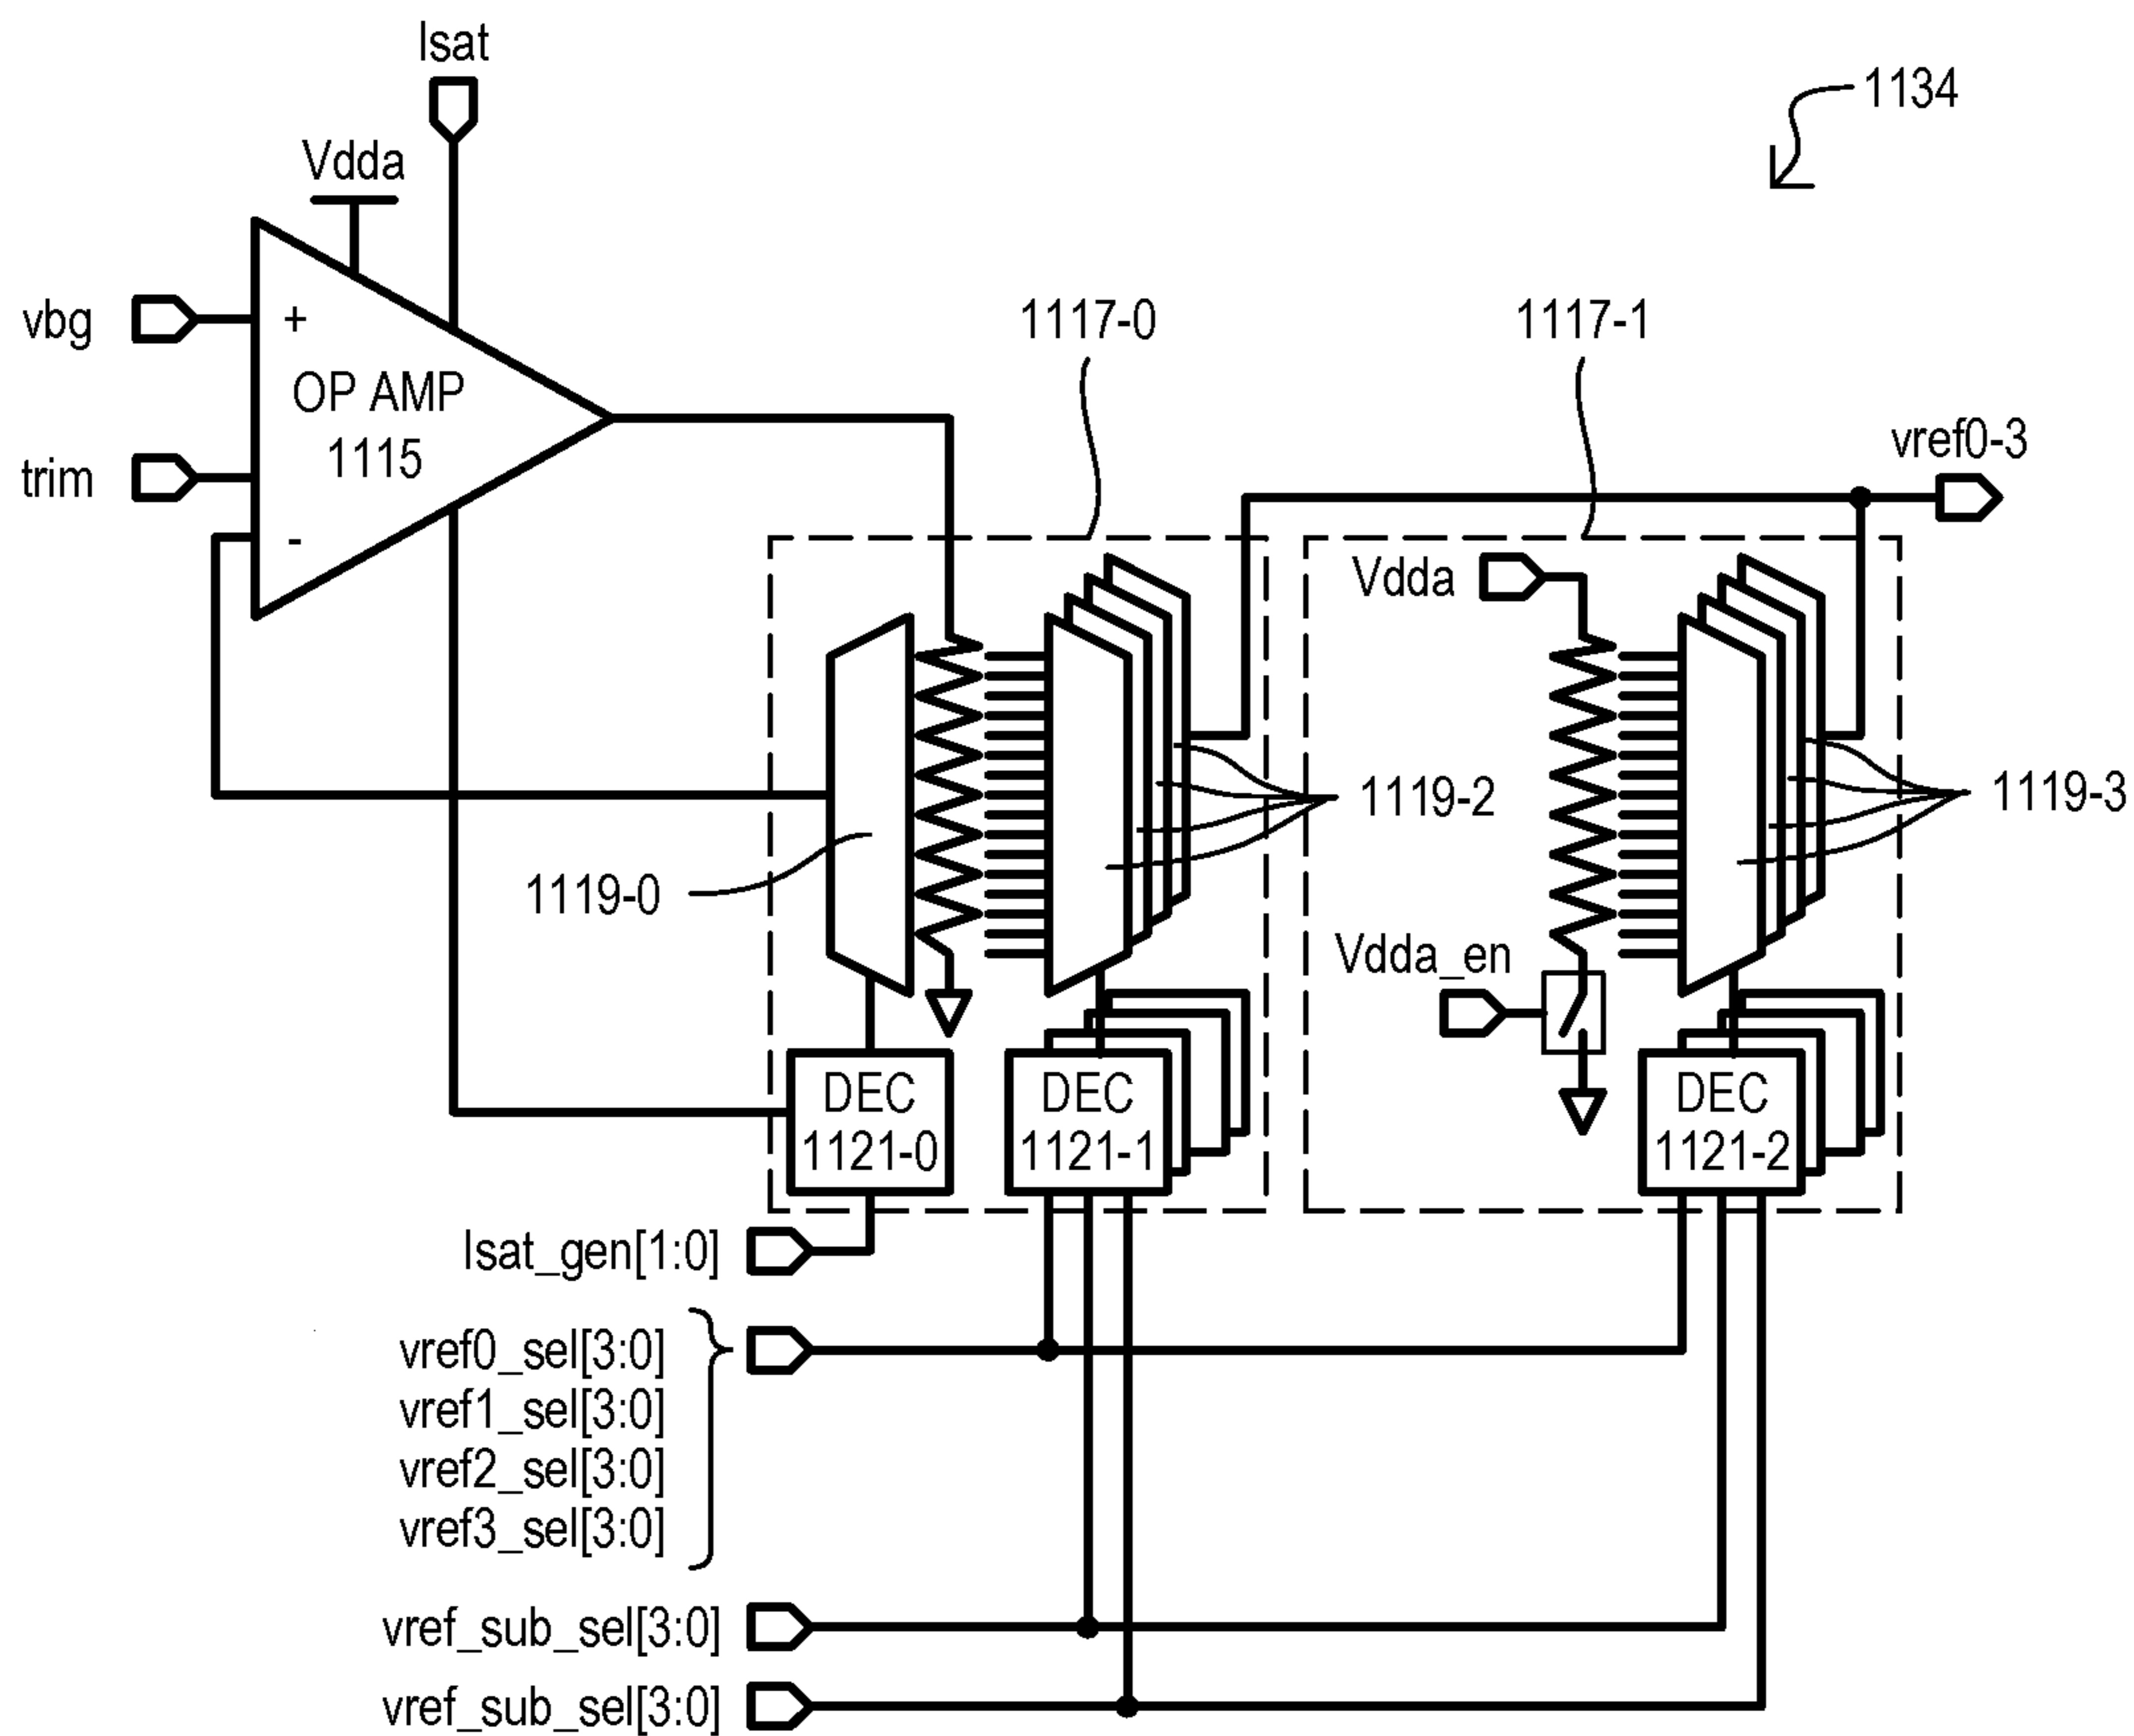 Isat
1134
Vdda
vbg
+
1117-0
1117-1
OP AMP
1115
vref0-3
trim
-
Vdda
1119-2
1119-3
1119-0
Vdda_en
DEC
1121-0
DEC
1121-1
DEC
1121-2
Isat_gen[1:0]
vref0_sel[3:0]
vref1_sel[3:0]
vref2_sel[3:0]
vref3_sel[3:0]
vref_sub_sel[3:0]
vref_sub_sel[3:0]